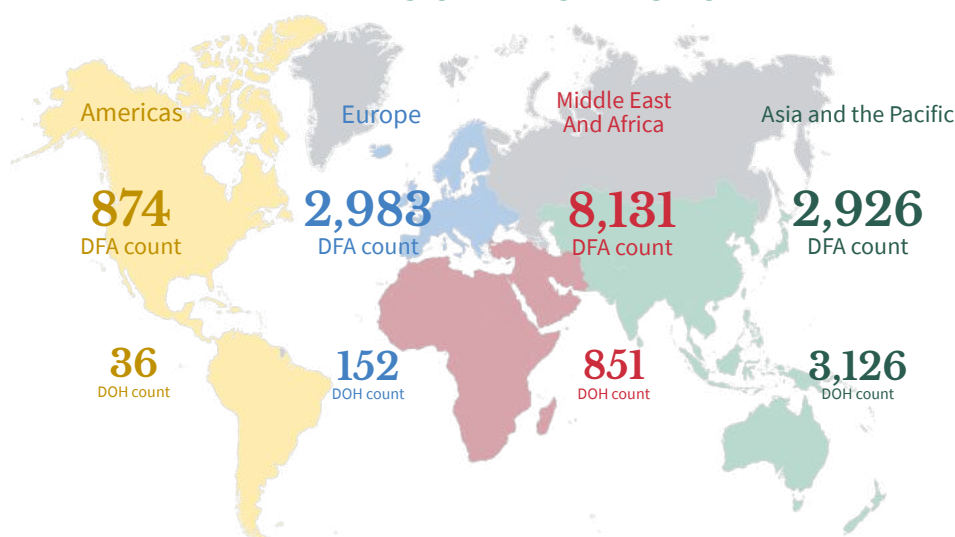 Americas
874
DFA count
36
DOH count
Europe
2,983
DFA count
152
DOH count
Middle East
And Africa
8,131
DFA count
851
DOH count
Asia and the Pacific
2,926
DFA count
3,126
DOH count